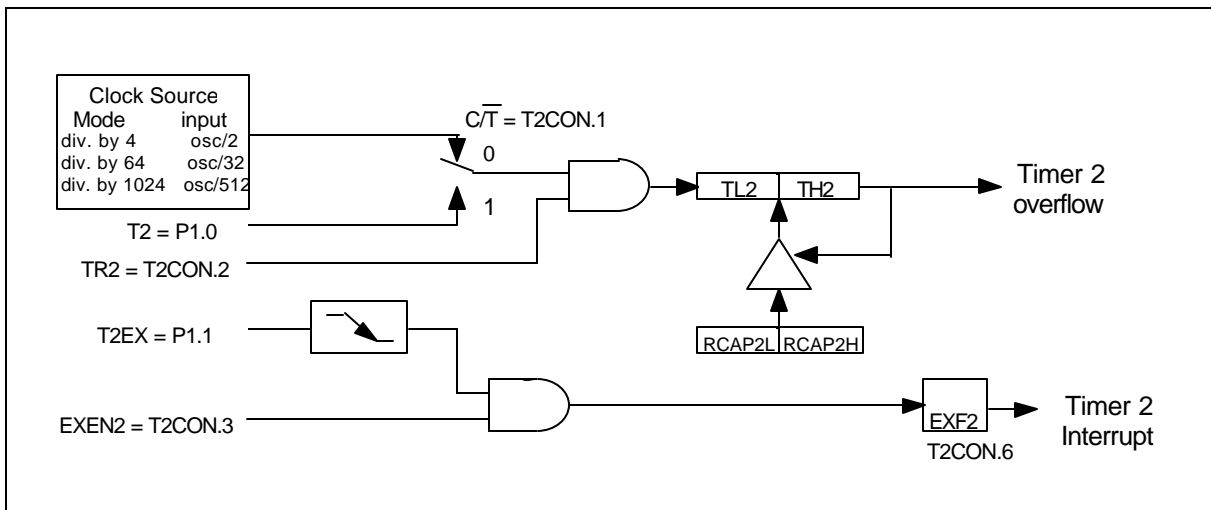 Clock Source
Mode input
div. by 4 osc/2
div. by 64 osc/32
div. by 1024 osc/512
C/T̅ = T2CON.1
0
1
T2 = P1.0
TR2 = T2CON.2
TL2 TH2
Timer 2
overflow
T2EX = P1.1
RCAP2L RCAP2H
EXEN2 = T2CON.3
EXF2
T2CON.6
Timer 2
Interrupt